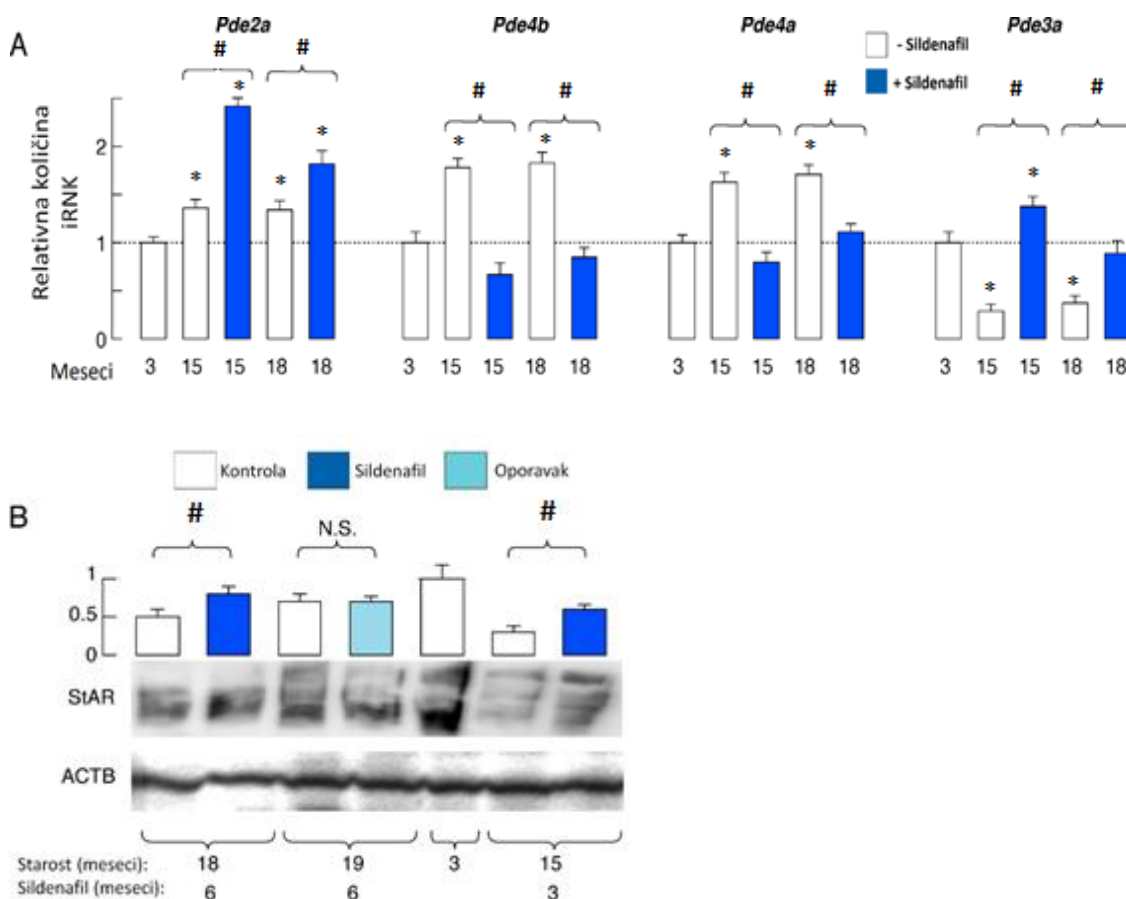 Pde2a Pde4b Pde4a Pde3a
A
- Sildenafil
+ Sildenafil
# # # # # # # #
* * * * * * * * * * *
Relativna količina
iRNK
2
1
0
Meseci 3 15 15 18 18 3 15 15 18 18 3 15 15 18 18 3 15 15 18 18
Kontrola Sildenafil Oporavak
B
# N.S. #
1
0.5
0
StAR
ACTB
Starost (meseci): 18 19 3 15
Sildenafil (meseci): 6 6 3